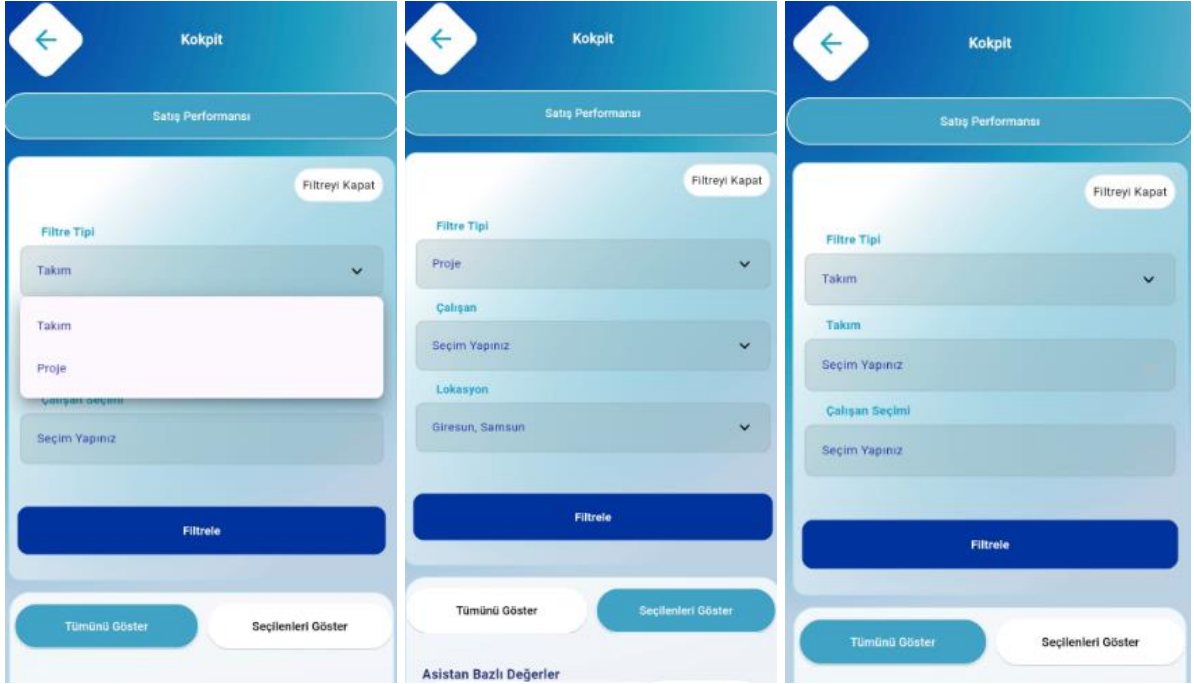 Kokpit
Satış Performansı
Filtreyi Kapat
Filtre Tipi
Takım
Takım
Proje
Çalışan Seçimi
Seçim Yapınız
Filtrele
Tümünü Göster
Seçilenleri Göster
Kokpit
Satış Performansı
Filtreyi Kapat
Filtre Tipi
Proje
Çalışan
Seçim Yapınız
Lokasyon
Giresun, Samsun
Filtrele
Tümünü Göster
Seçilenleri Göster
Asistan Bazlı Değerler
Kokpit
Satış Performansı
Filtreyi Kapat
Filtre Tipi
Takım
Takım
Seçim Yapınız
Çalışan Seçimi
Seçim Yapınız
Filtrele
Tümünü Göster
Seçilenleri Göster